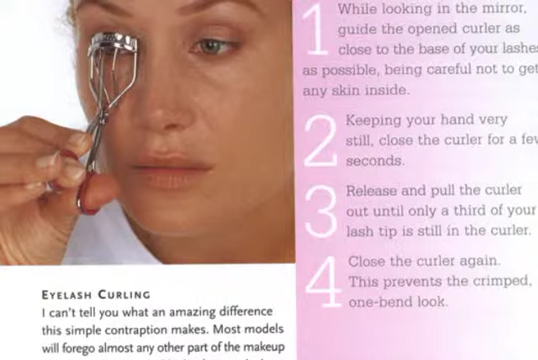 1 While looking in the mirror,
guide the opened curler as
close to the base of your lashes
as possible, being careful not to get
any skin inside.
2 Keeping your hand very
still, close the curler for a few
seconds.
3 Release and pull the curler
out until only a third of your
lash tip is still in the curler.
4 Close the curler again.
This prevents the crimped,
one-bend look.
EYELASH CURLING
I can't tell you what an amazing difference
this simple contraption makes. Most models
will forego almost any other part of the makeup